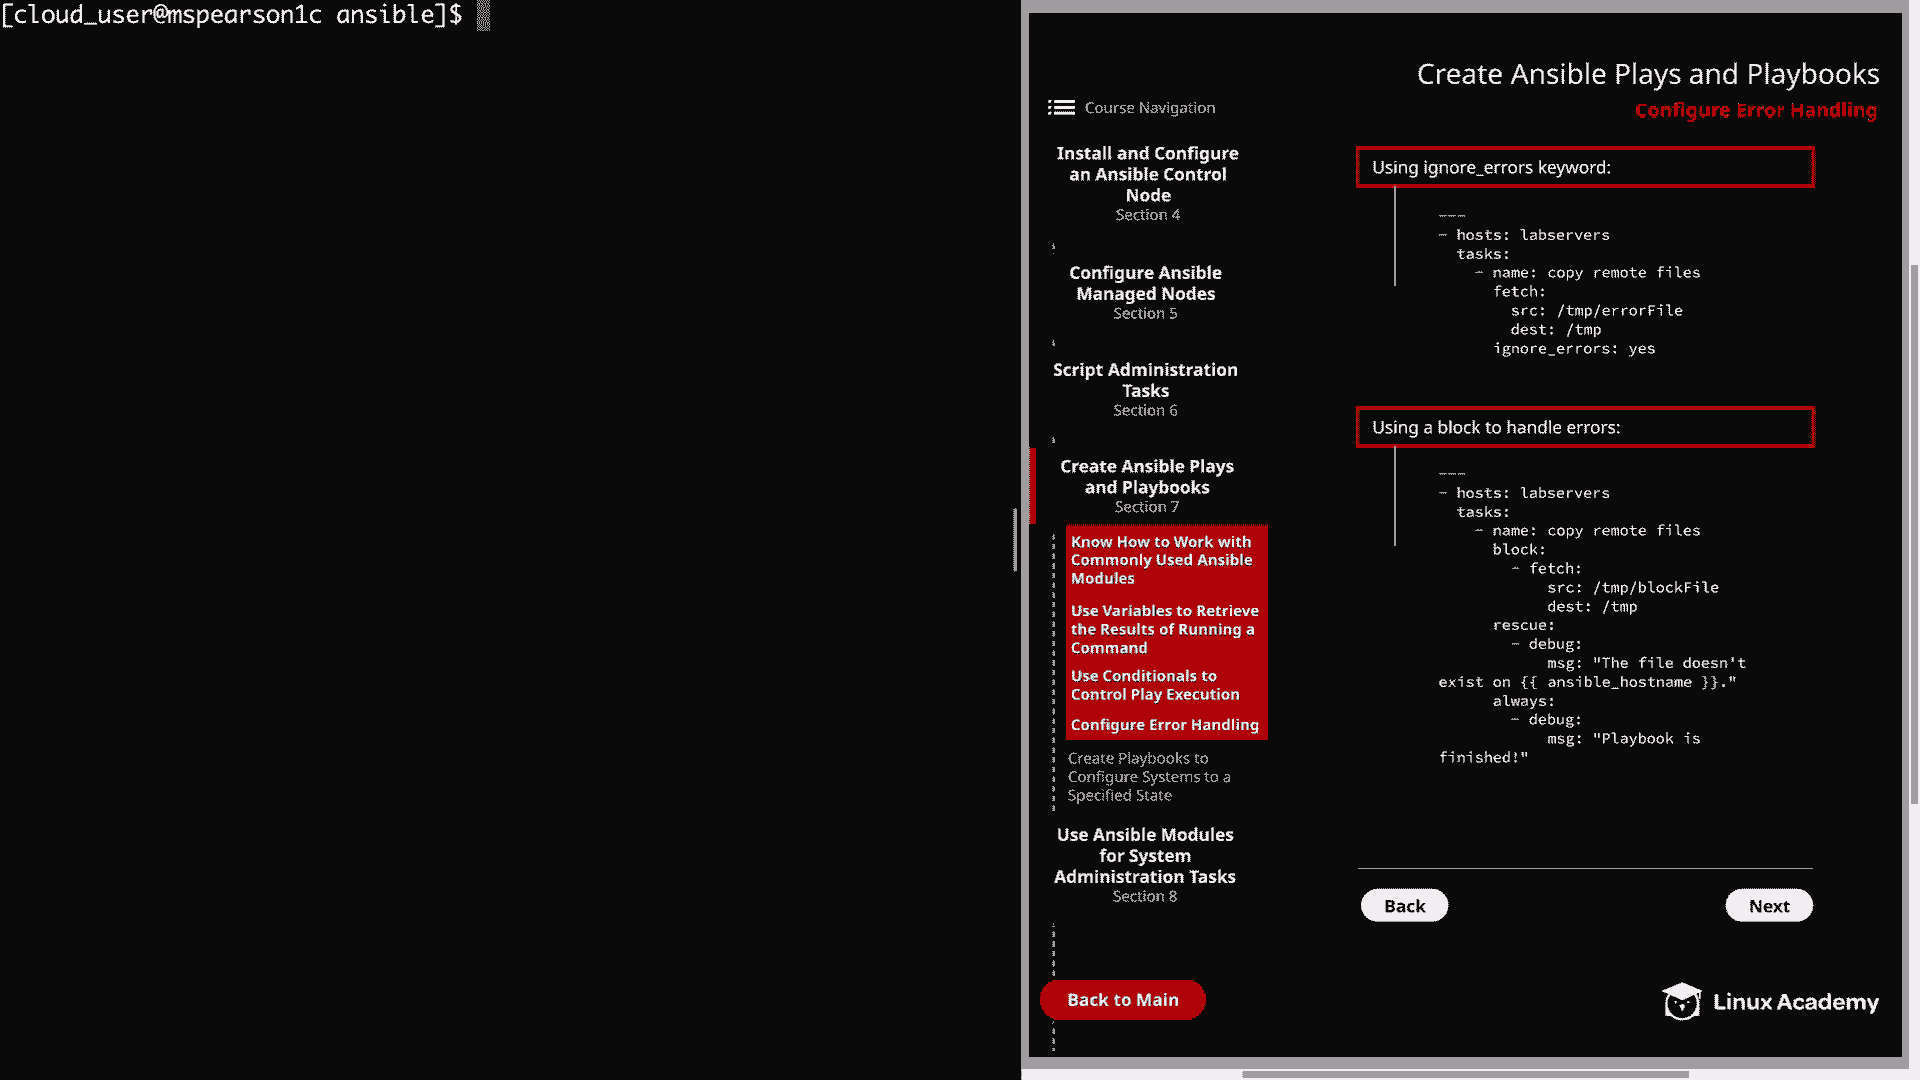 [cloud_user@mspearson1c ansible]$
Create Ansible Plays and Playbooks
Configure Error Handling
Course Navigation
Install and Configure
an Ansible Control
Node
Section 4
Configure Ansible
Managed Nodes
Section 5
Script Administration
Tasks
Section 6
Create Ansible Plays
and Playbooks
Section 7
Know How to Work with
Commonly Used Ansible
Modules
Use Variables to Retrieve
the Results of Running a
Command
Use Conditionals to
Control Play Execution
Configure Error Handling
Create Playbooks to
Configure Systems to a
Specified State
Use Ansible Modules
for System
Administration Tasks
Section 8
Back to Main
Using ignore_errors keyword:
---
- hosts: labservers
tasks:
- name: copy remote files
fetch:
src: /tmp/errorFile
dest: /tmp
ignore_errors: yes
Using a block to handle errors:
---
- hosts: labservers
tasks:
- name: copy remote files
block:
- fetch:
src: /tmp/blockFile
dest: /tmp
rescue:
- debug:
msg: "The file doesn't
exist on {{ ansible_hostname }}."
always:
- debug:
msg: "Playbook is
finished!"
Back
Next
Linux Academy